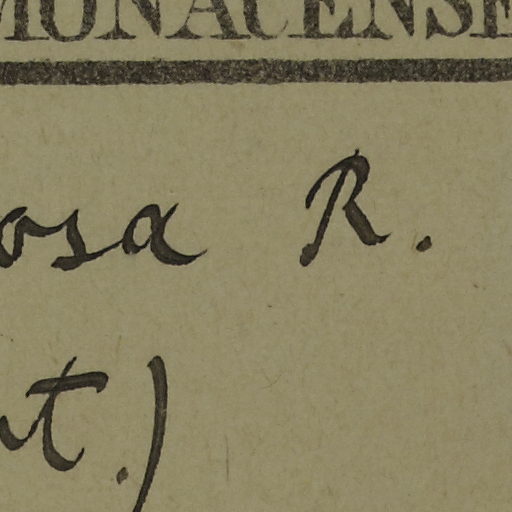 MONACENSE
osa R.
t.)